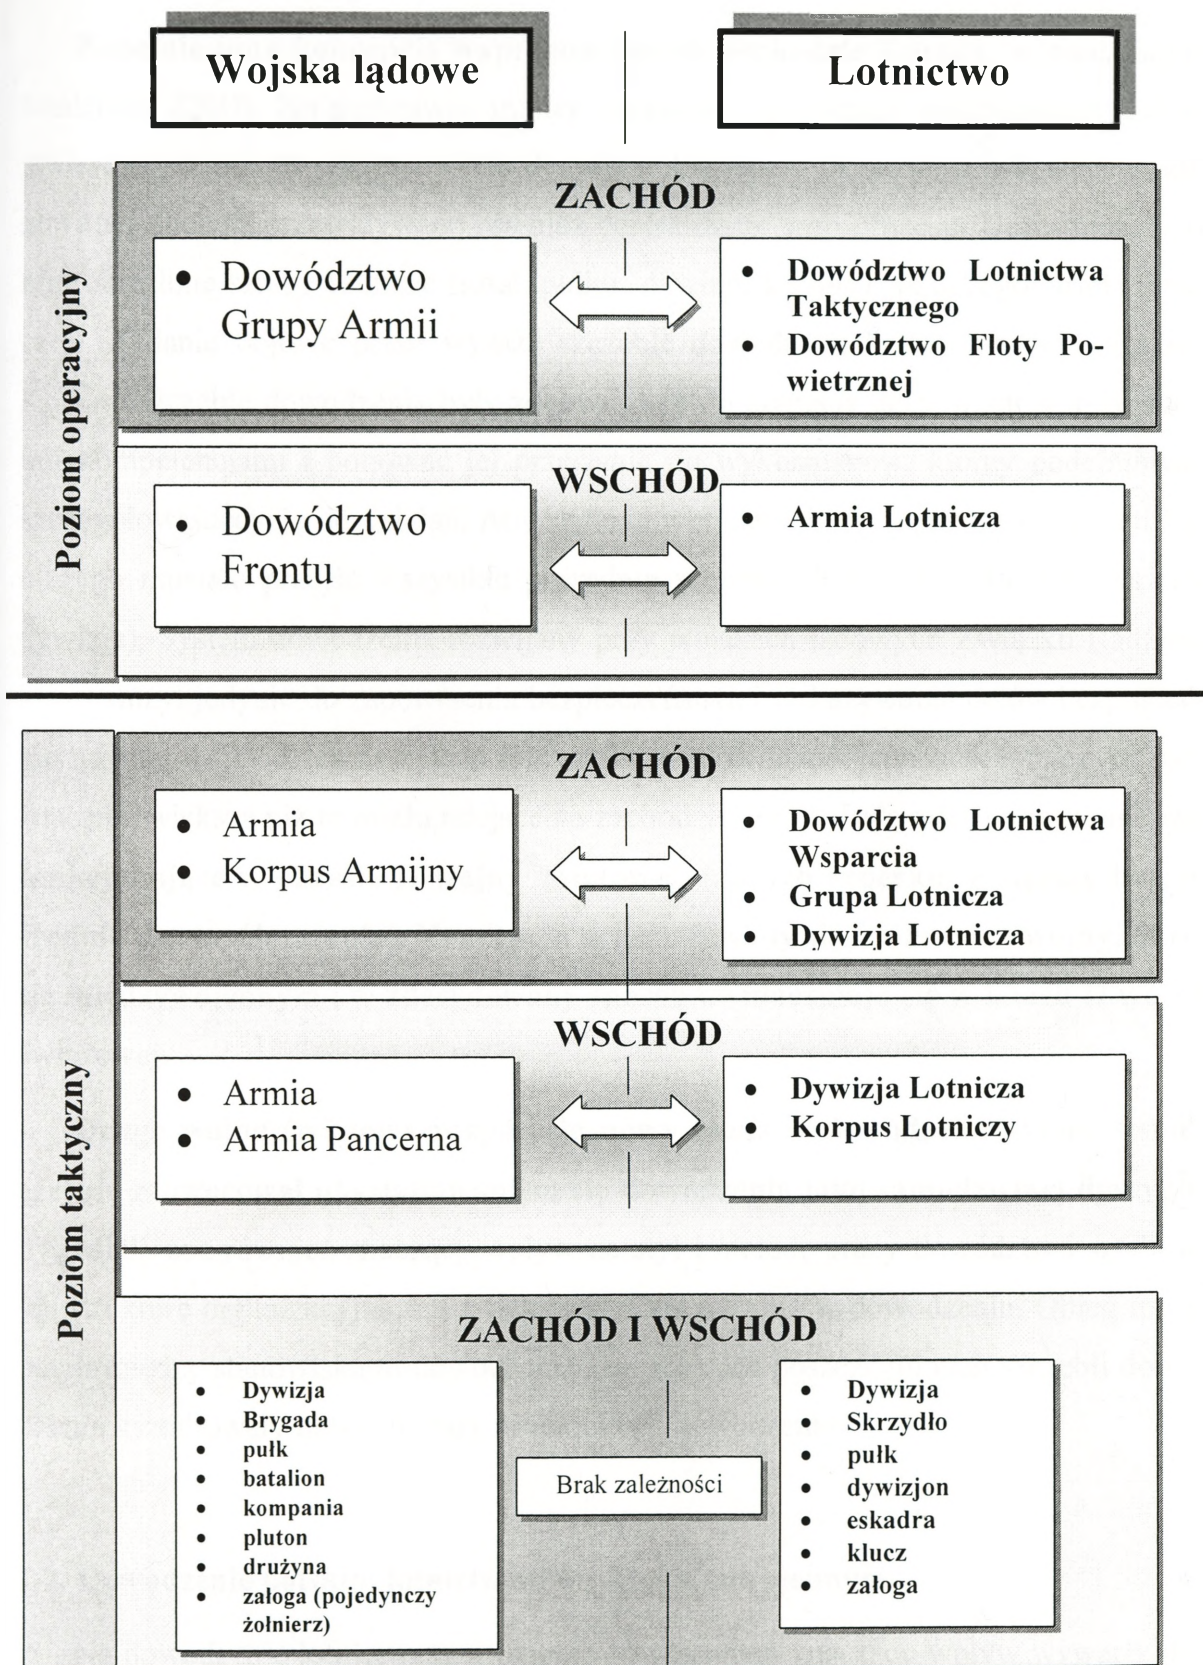 Wojska lądowe
Lotnictwo
Poziom operacyjny
ZACHÓD
• Dowództwo
Grupy Armii
• Dowództwo Lotnictwa
Taktycznego
• Dowództwo Floty Po-
wietrznej
WSCHÓD
• Dowództwo
Frontu
• Armia Lotnicza
Poziom taktyczny
ZACHÓD
• Armia
• Korpus Armijny
• Dowództwo Lotnictwa
Wsparcia
• Grupa Lotnicza
• Dywizja Lotnicza
WSCHÓD
• Armia
• Armia Pancerna
• Dywizja Lotnicza
• Korpus Lotniczy
ZACHÓD I WSCHÓD
• Dywizja
• Brygada
• pułk
• batalion
• kompania
• pluton
• drużyna
• załoga (pojedynczy
żołnierz)
Brak zależności
• Dywizja
• Skrzydło
• pułk
• dywizjon
• eskadra
• klucz
• załoga